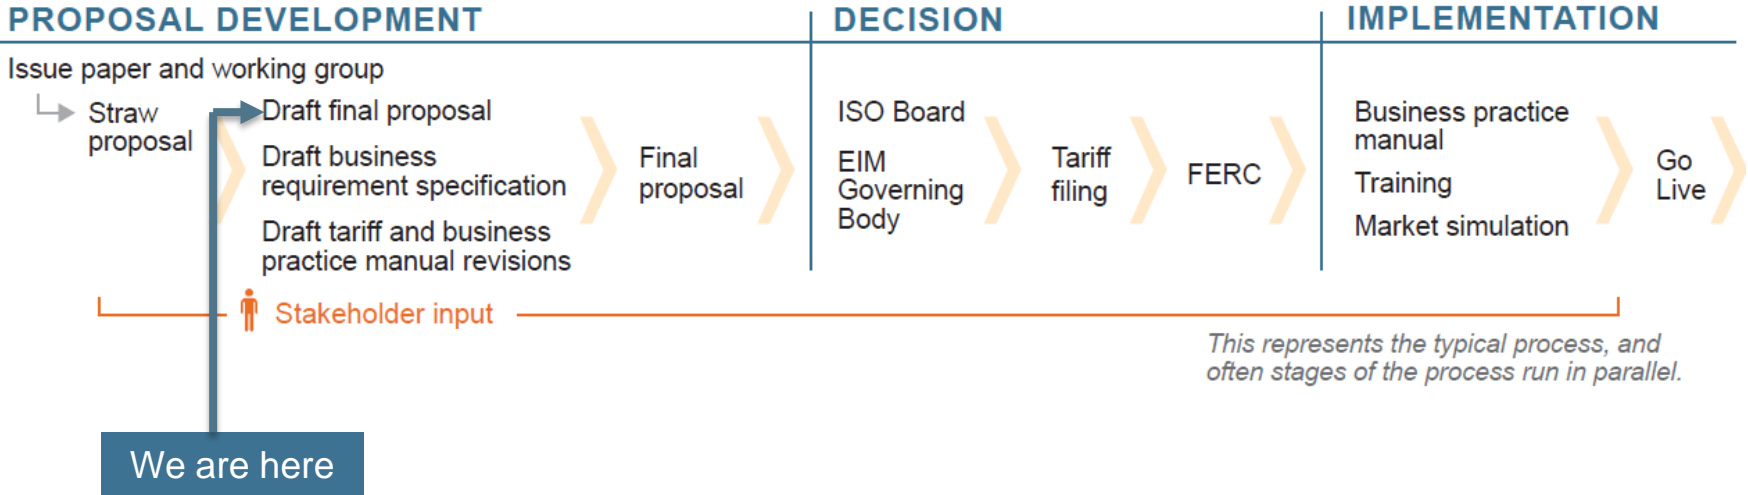 PROPOSAL DEVELOPMENT
DECISION
IMPLEMENTATION
Issue paper and working group
Straw
proposal
Draft final proposal
Draft business
requirement specification
Draft tariff and business
practice manual revisions
Final
proposal
ISO Board
EIM
Governing
Body
Tariff
filing
FERC
Business practice
manual
Training
Market simulation
Go
Live
Stakeholder input
This represents the typical process, and
often stages of the process run in parallel.
We are here